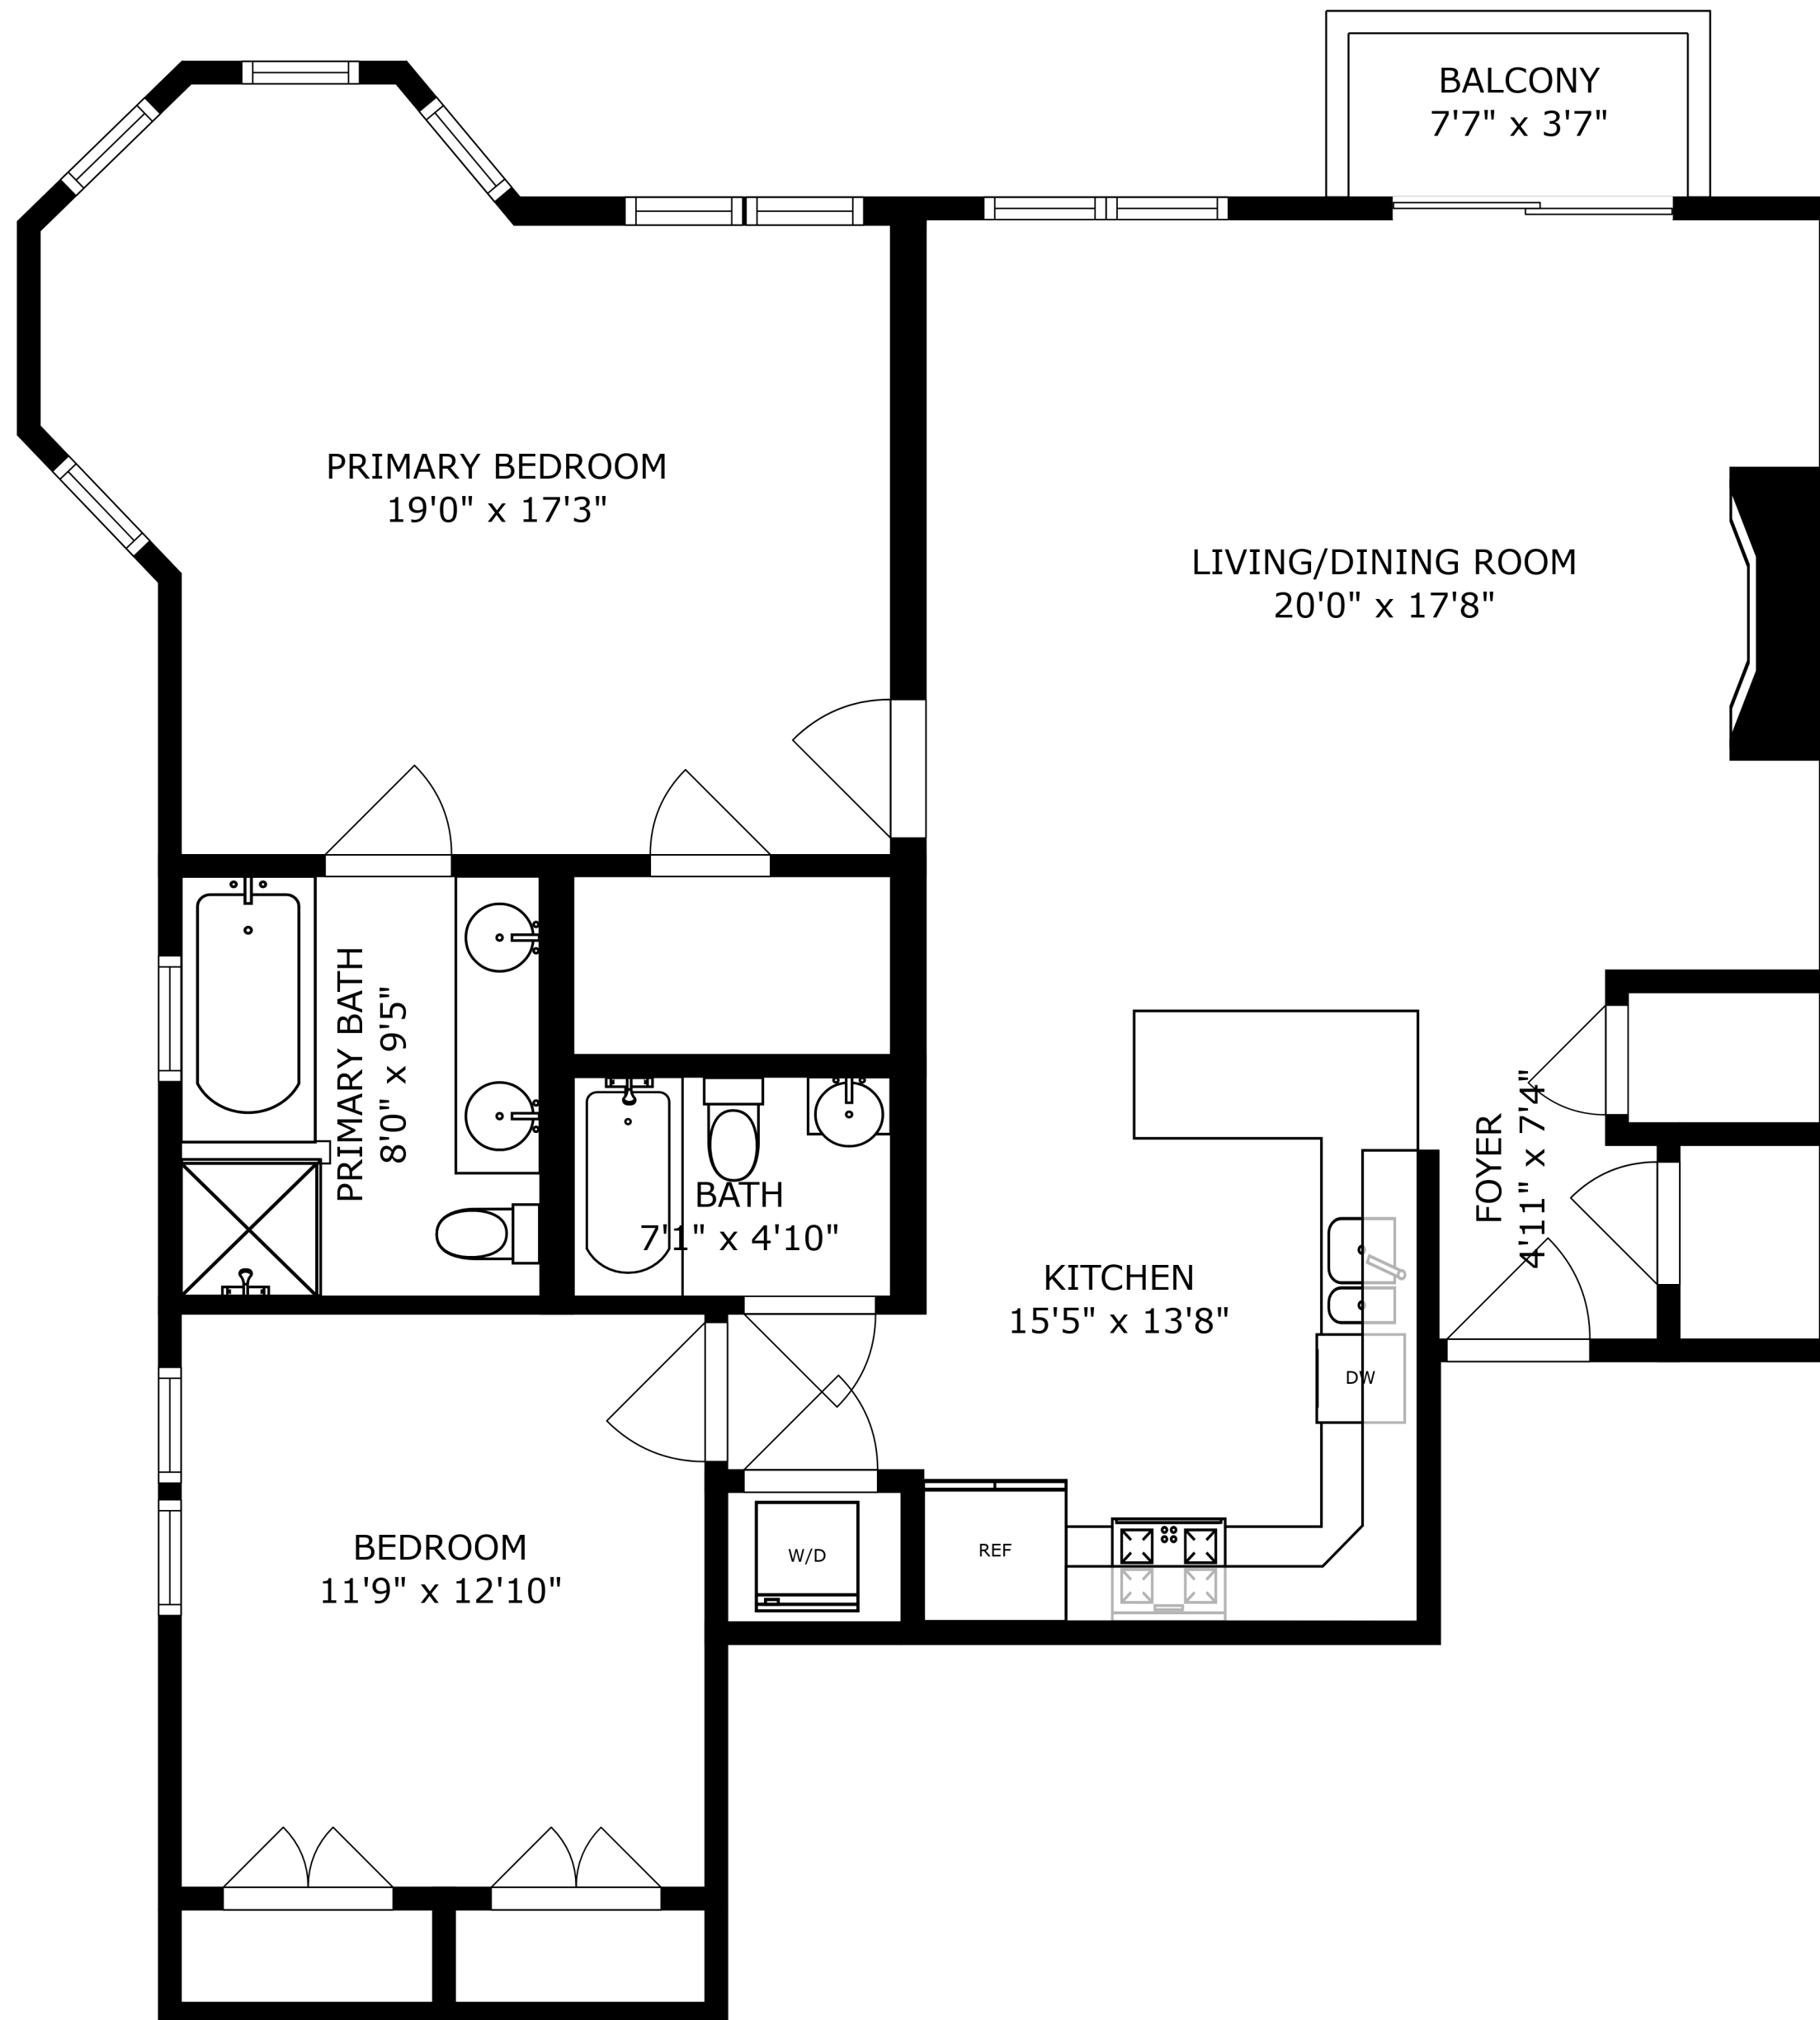 BALCONY
7'7" x 3'7"
PRIMARY BEDROOM
19'0" x 17'3"
LIVING/DINING ROOM
20'0" x 17'8"
PRIMARY BATH
8'0" x 9'5"
BATH
7'1" x 4'10"
FOYER
4'11" x 7'4"
KITCHEN
15'5" x 13'8"
DW
BEDROOM
11'9" x 12'10"
W/D
REF